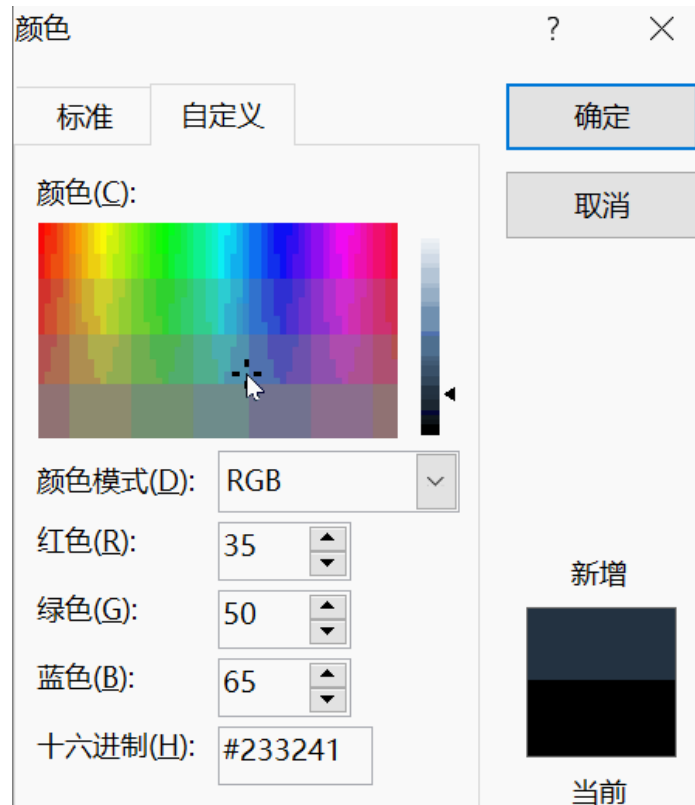 颜色
?
标准
自定义
确定
取消
颜色(C):
颜色模式(D):
RGB
红色(R):
35
绿色(G):
50
蓝色(B):
65
十六进制(H):
#233241
新增
当前